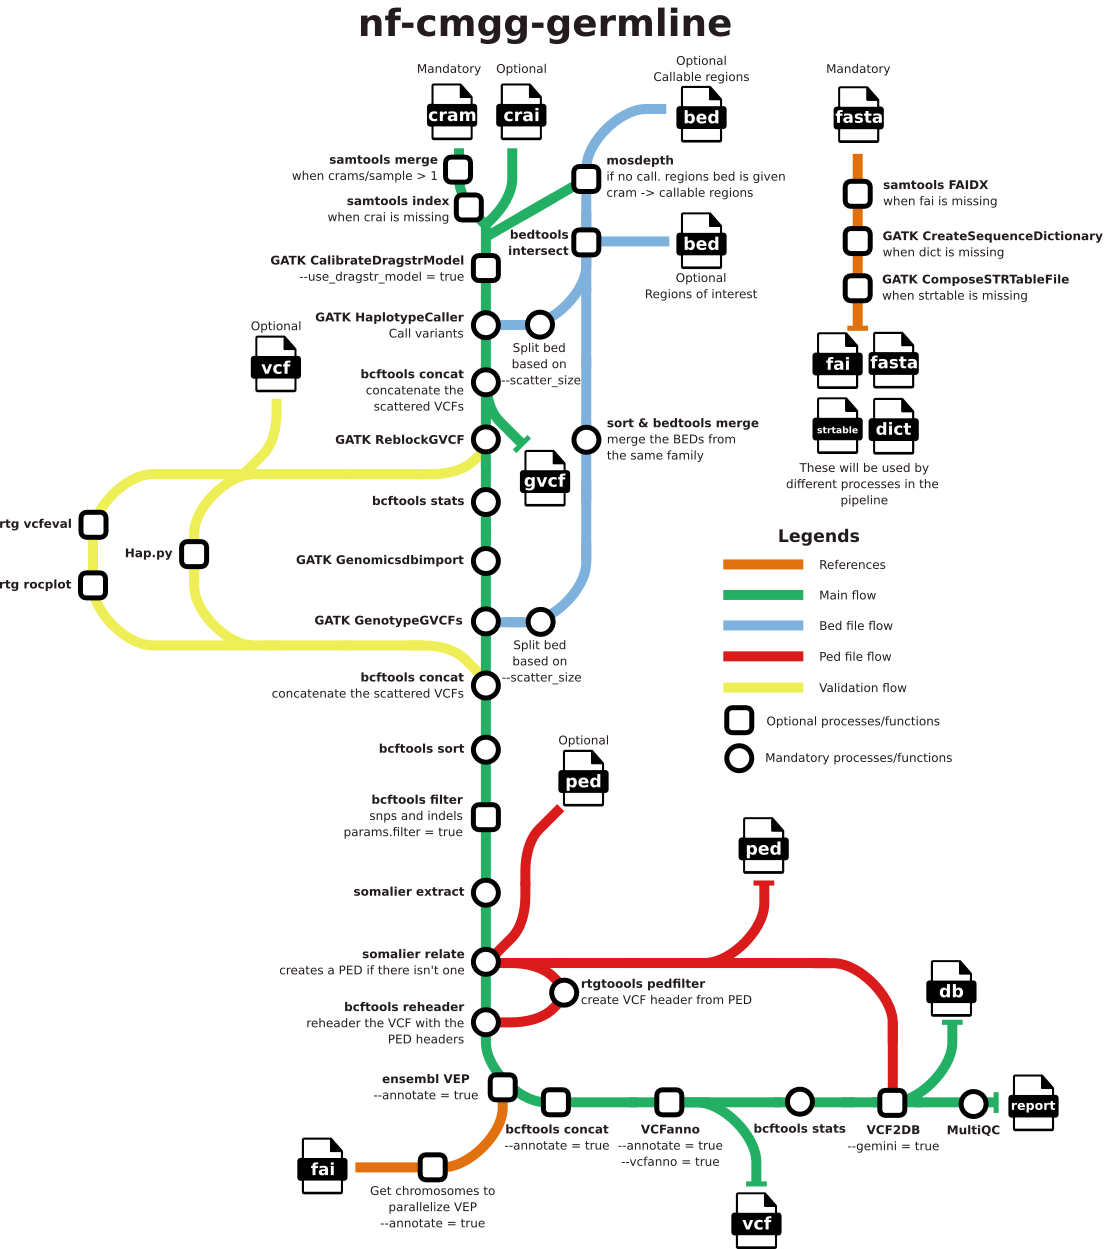 nf-cmgg-germline
Mandatory
Optional
cram
crai
Optional
Callable regions
bed
Mandatory
fasta
samtools merge
when crams/sample > 1
samtools index
when crai is missing
mosdepth
if no call. regions bed is given
cram -> callable regions
bedtools
intersect
bed
Optional
Regions of interest
samtools FAIDX
when fai is missing
GATK CreateSequenceDictionary
when dict is missing
GATK ComposeSTRTableFile
when strtable is missing
fai
fasta
strtable
dict
These will be used by
different processes in the
pipeline
GATK CalibrateDragstrModel
--use_dragstr_model = true
GATK HaplotypeCaller
Call variants
Split bed
based on
--scatter_size
Optional
vcf
bcftools concat
concatenate the
scattered VCFs
GATK ReblockGVCF
gvcf
sort & bedtools merge
merge the BEDs from
the same family
bcftools stats
rtg vcfeval
Hap.py
rtg rocplot
GATK Genomicsdbimport
GATK GenotypeGVCFs
Split bed
based on
--scatter_size
bcftools concat
concatenate the scattered VCFs
Legends
References
Main flow
Bed file flow
Ped file flow
Validation flow
Optional processes/functions
Mandatory processes/functions
bcftools sort
Optional
ped
bcftools filter
snps and indels
params.filter = true
ped
somalier extract
somalier relate
creates a PED if there isn't one
rtgtoools pedfilter
create VCF header from PED
bcftools reheader
reheader the VCF with the
PED headers
db
ensembl VEP
--annotate = true
bcftools concat
--annotate = true
VCFanno
--annotate = true
--vcfanno = true
bcftools stats
VCF2DB
--gemini = true
MultiQC
report
fai
Get chromosomes to
parallelize VEP
--annotate = true
vcf